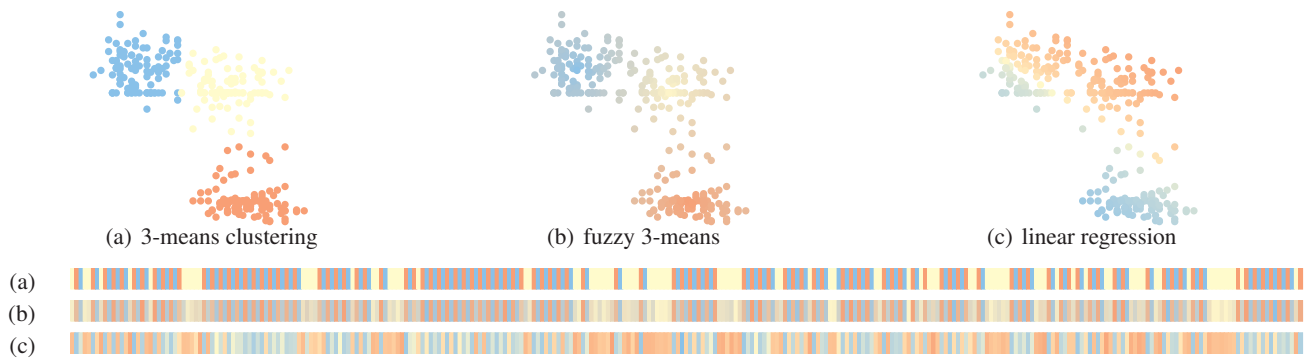 (a) 3-means clustering
(b) fuzzy 3-means
(c) linear regression
(a)
(b)
(c)